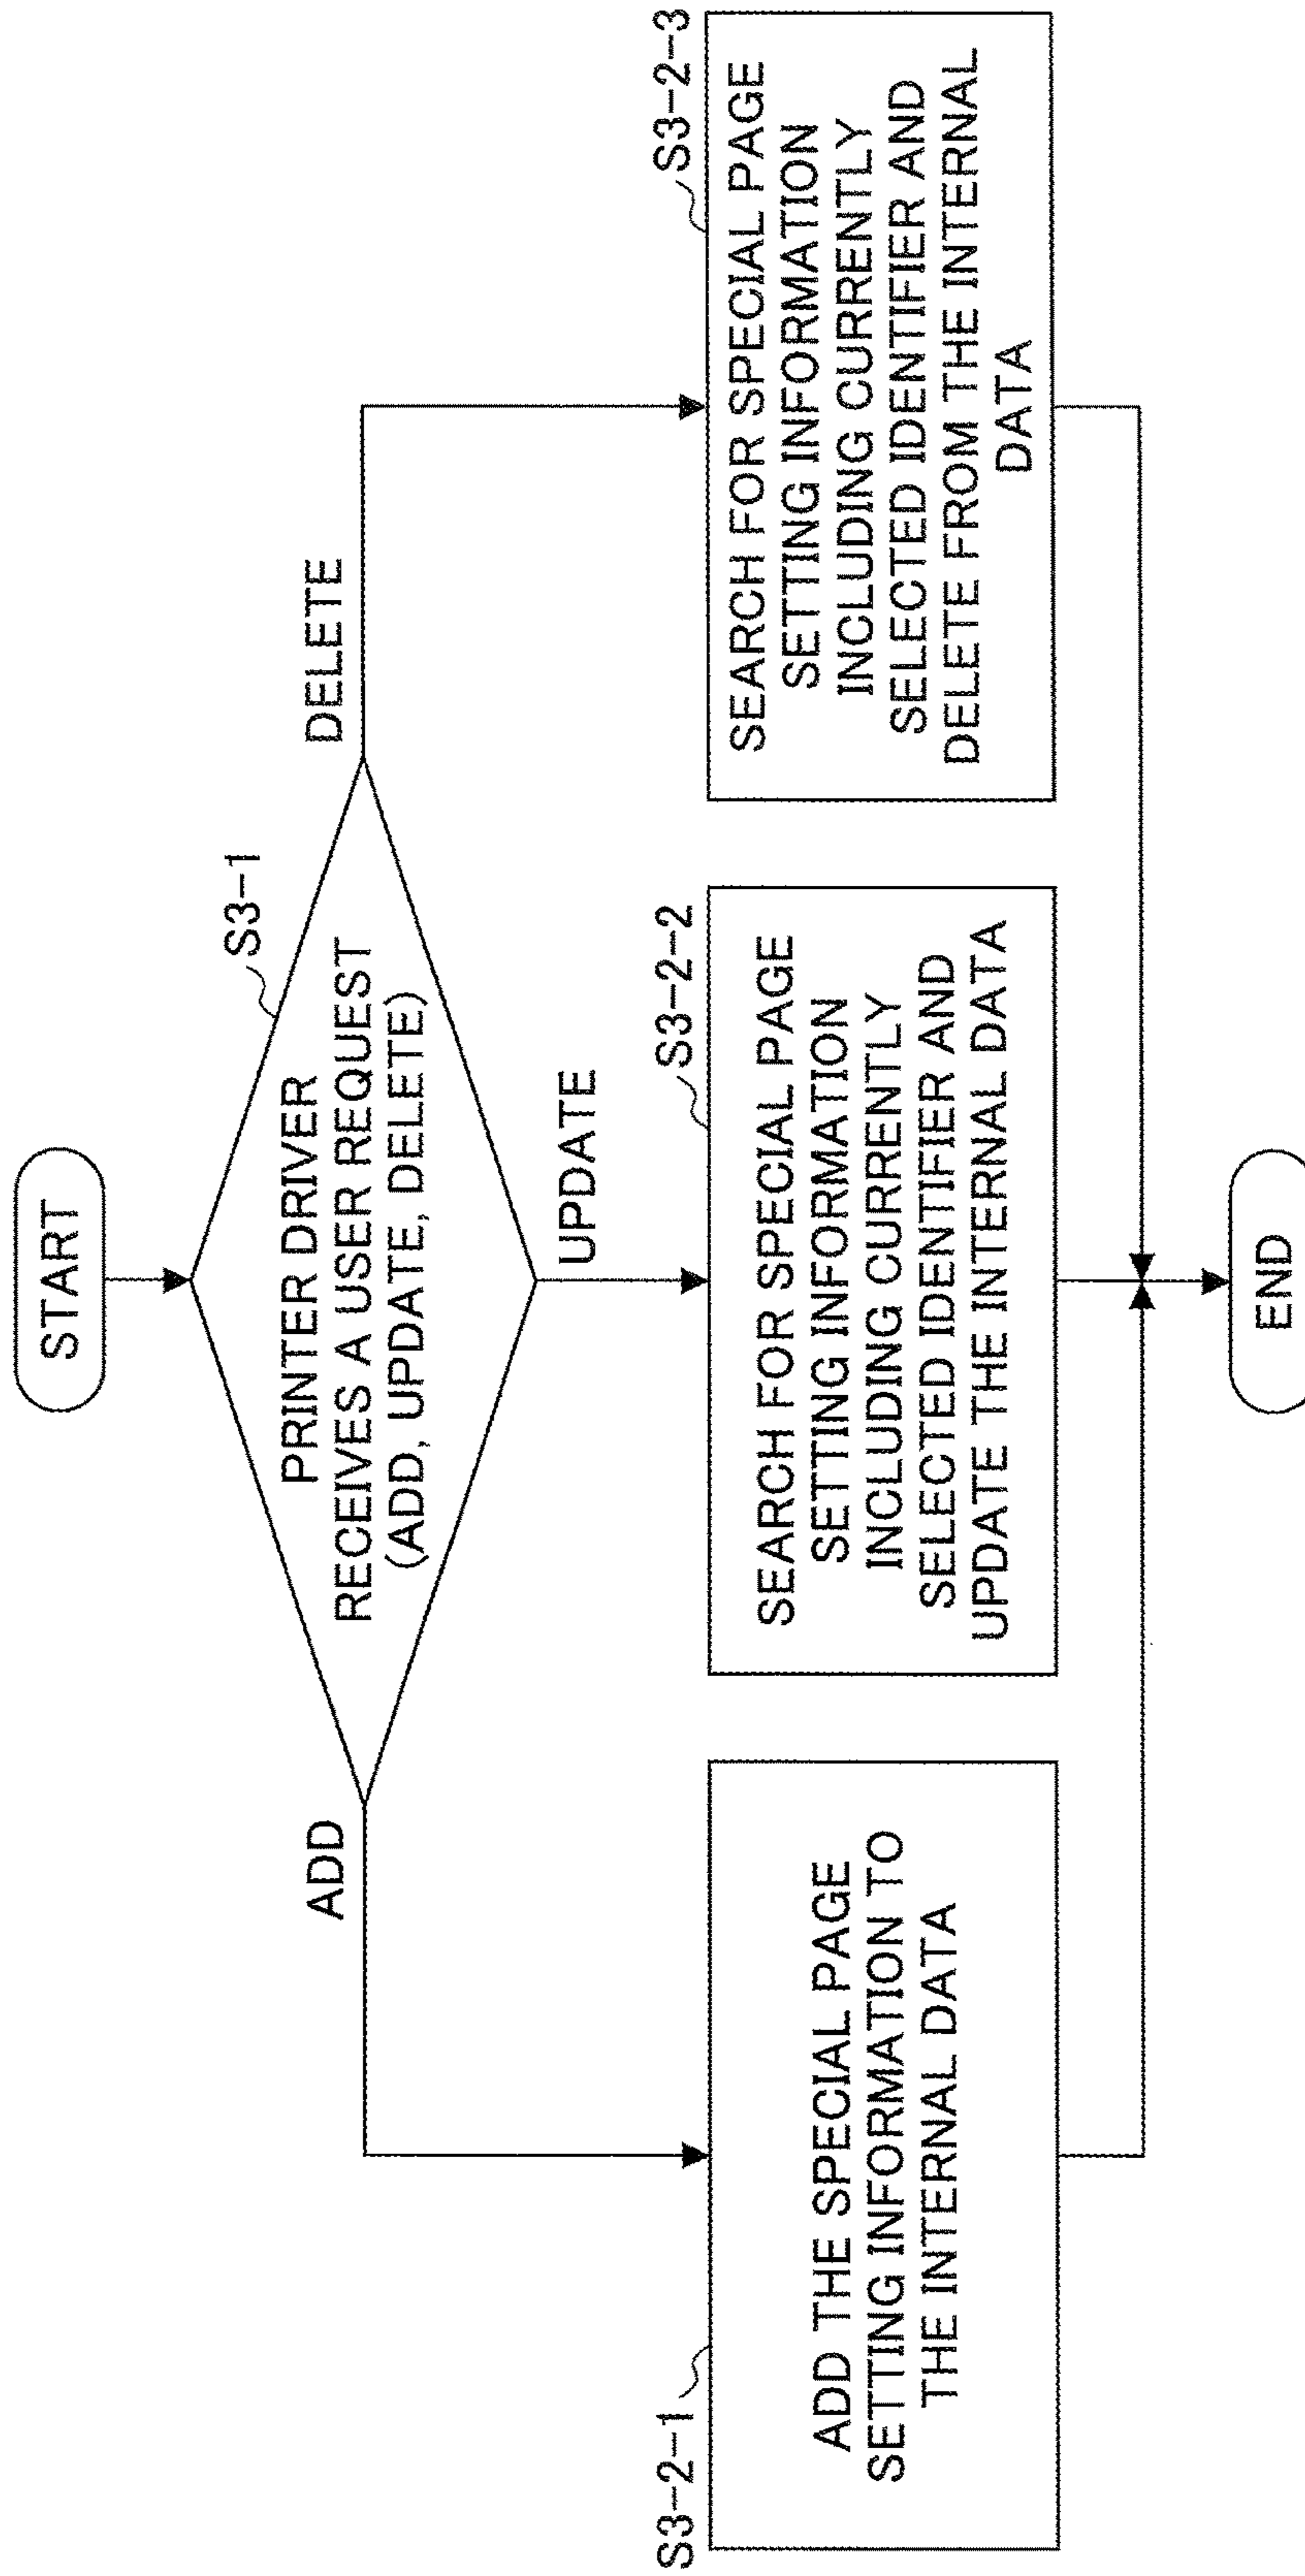 START
S3-1
PRINTER DRIVER
RECEIVES A USER REQUEST
(ADD, UPDATE, DELETE)
ADD
UPDATE
DELETE
S3-2-1
ADD THE SPECIAL PAGE
SETTING INFORMATION TO
THE INTERNAL DATA
S3-2-2
SEARCH FOR SPECIAL PAGE
SETTING INFORMATION
INCLUDING CURRENTLY
SELECTED IDENTIFIER AND
UPDATE THE INTERNAL DATA
S3-2-3
SEARCH FOR SPECIAL PAGE
SETTING INFORMATION
INCLUDING CURRENTLY
SELECTED IDENTIFIER AND
DELETE FROM THE INTERNAL
DATA
END